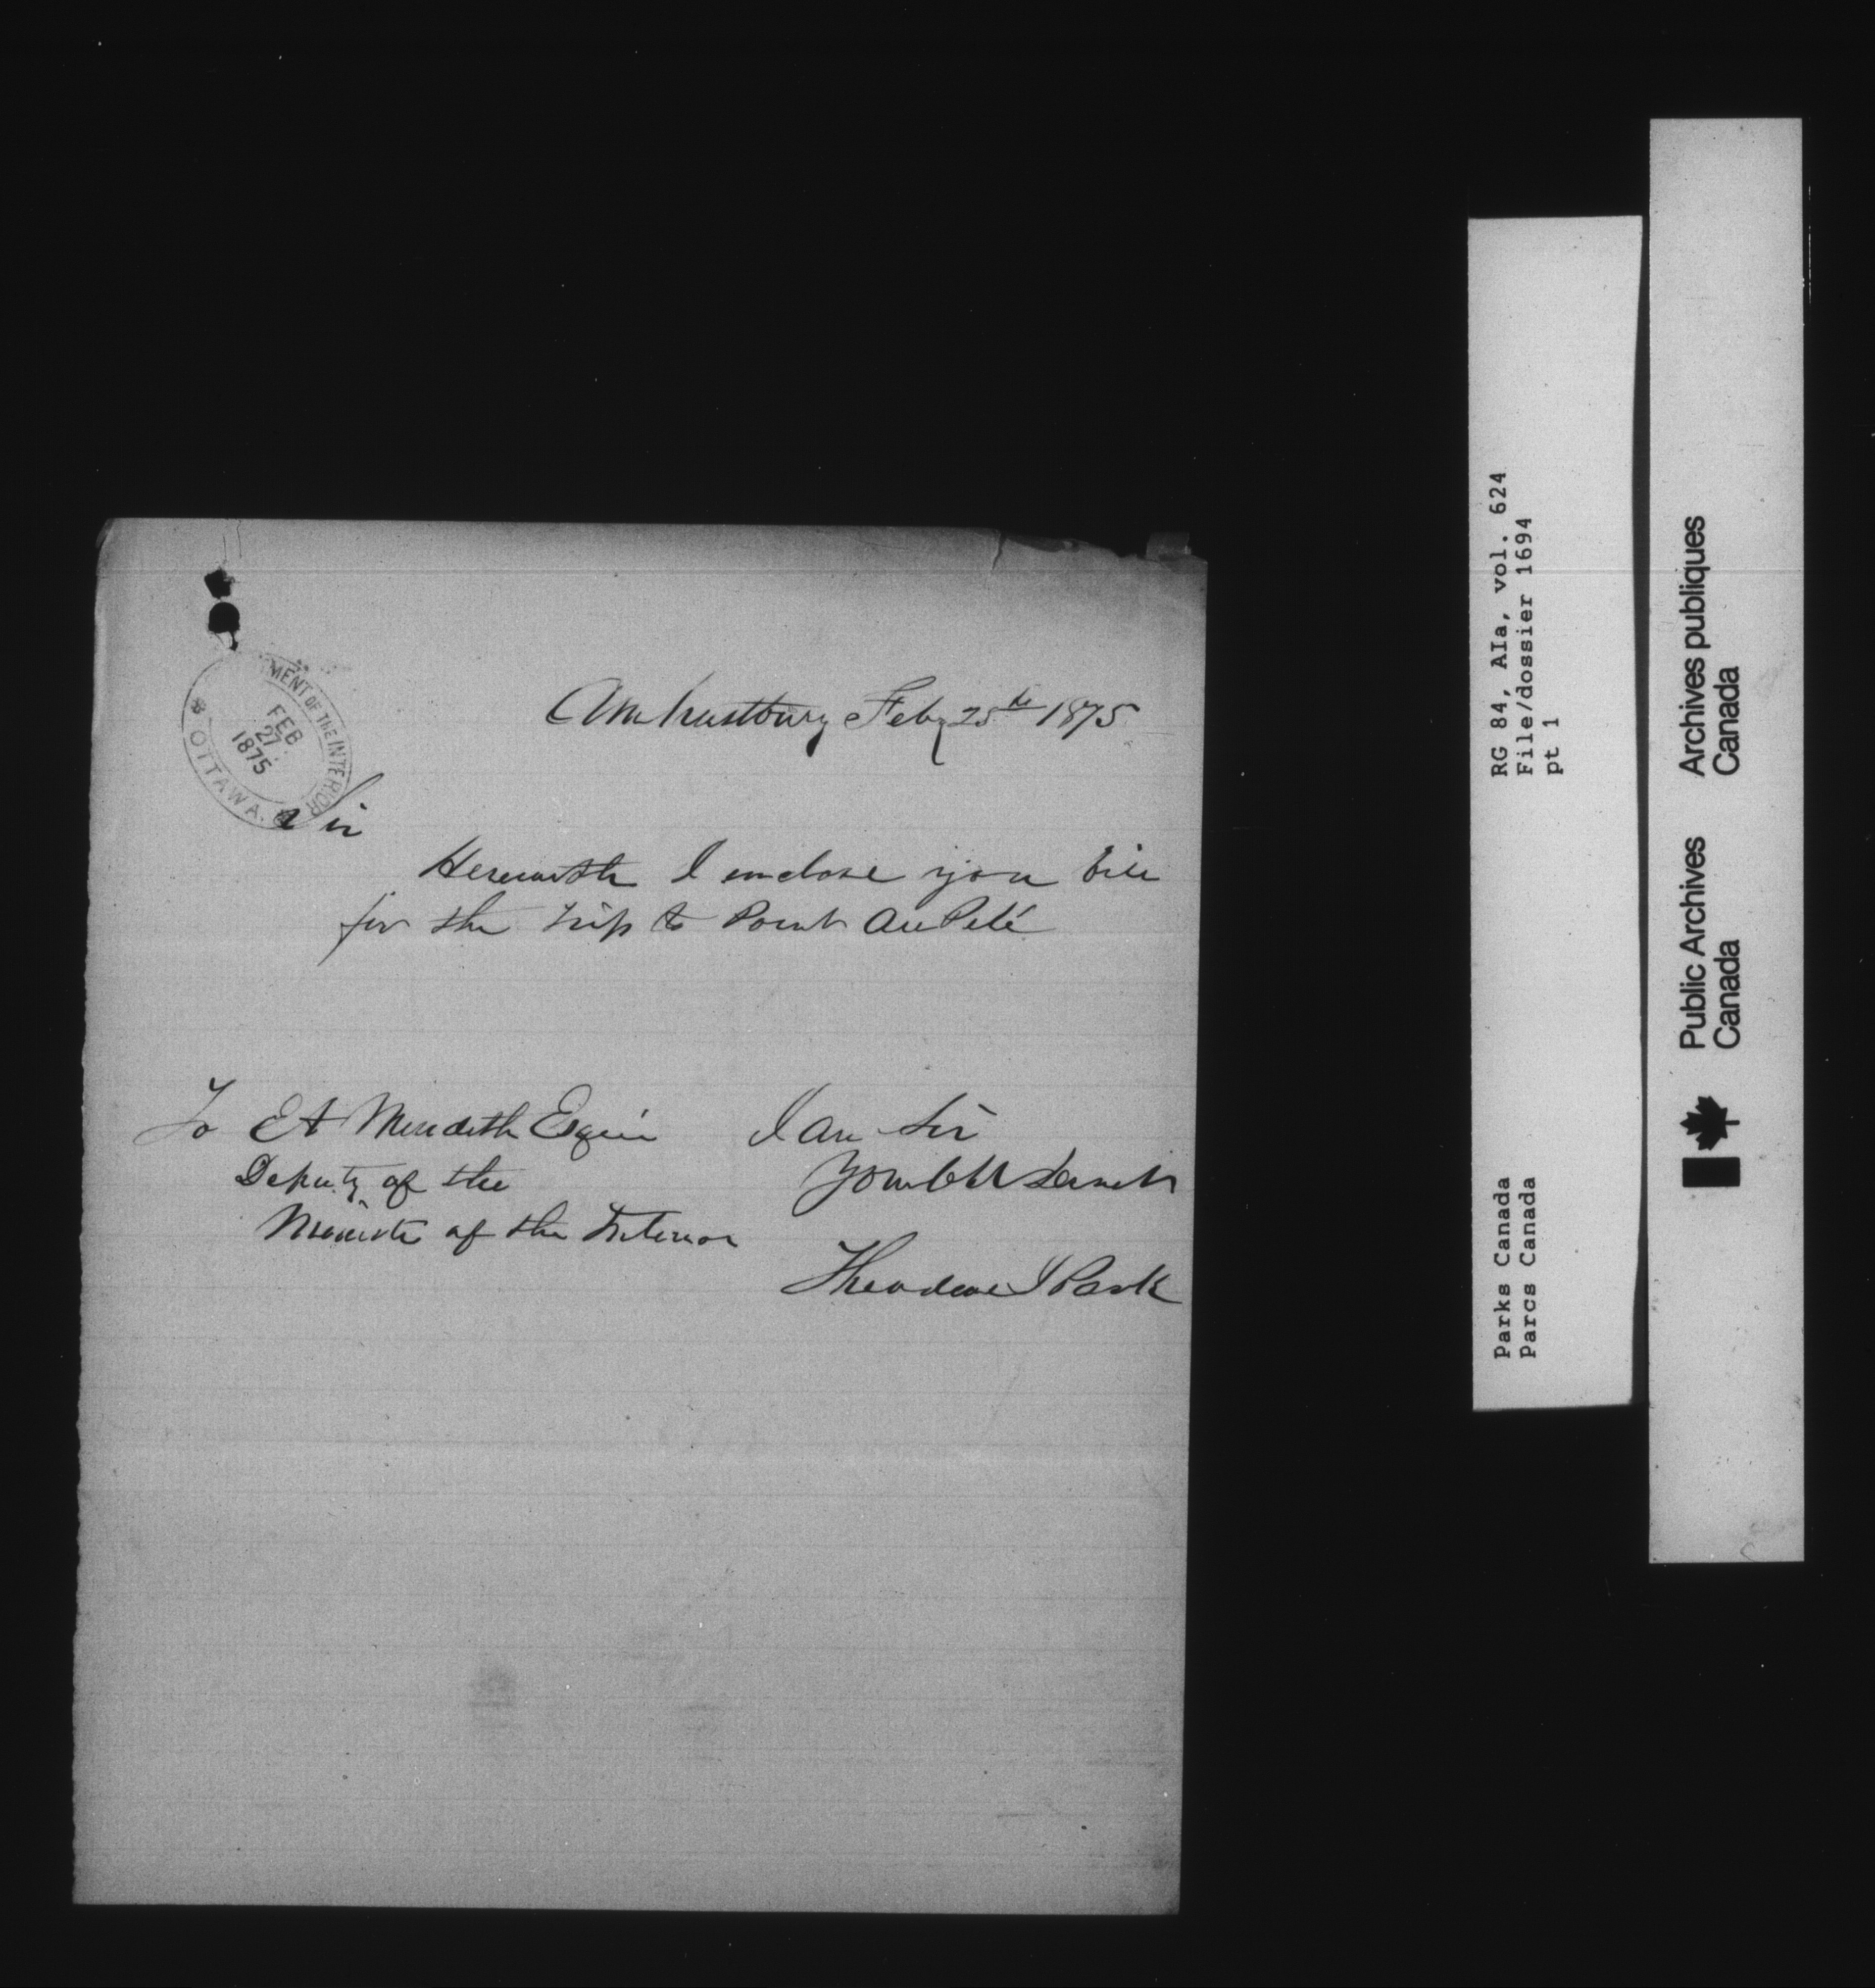 DEPARTMENT OF THE INTERIOR
FEB
27
1875
OTTAWA.
Amherstburg Feby 25th 1875
Sir
Herewith I enclose you bill
for the trip to Point Au Pelé
I am Sir
Your Obt Servt
Theodore J Park
To E A Meredith Esquire
Deputy of the
Minister of the Interior
RG 84, AIa, vol. 624
File/dossier 1694
pt 1
Parks Canada
Parcs Canada
Public Archives
Canada
Archives publiques
Canada